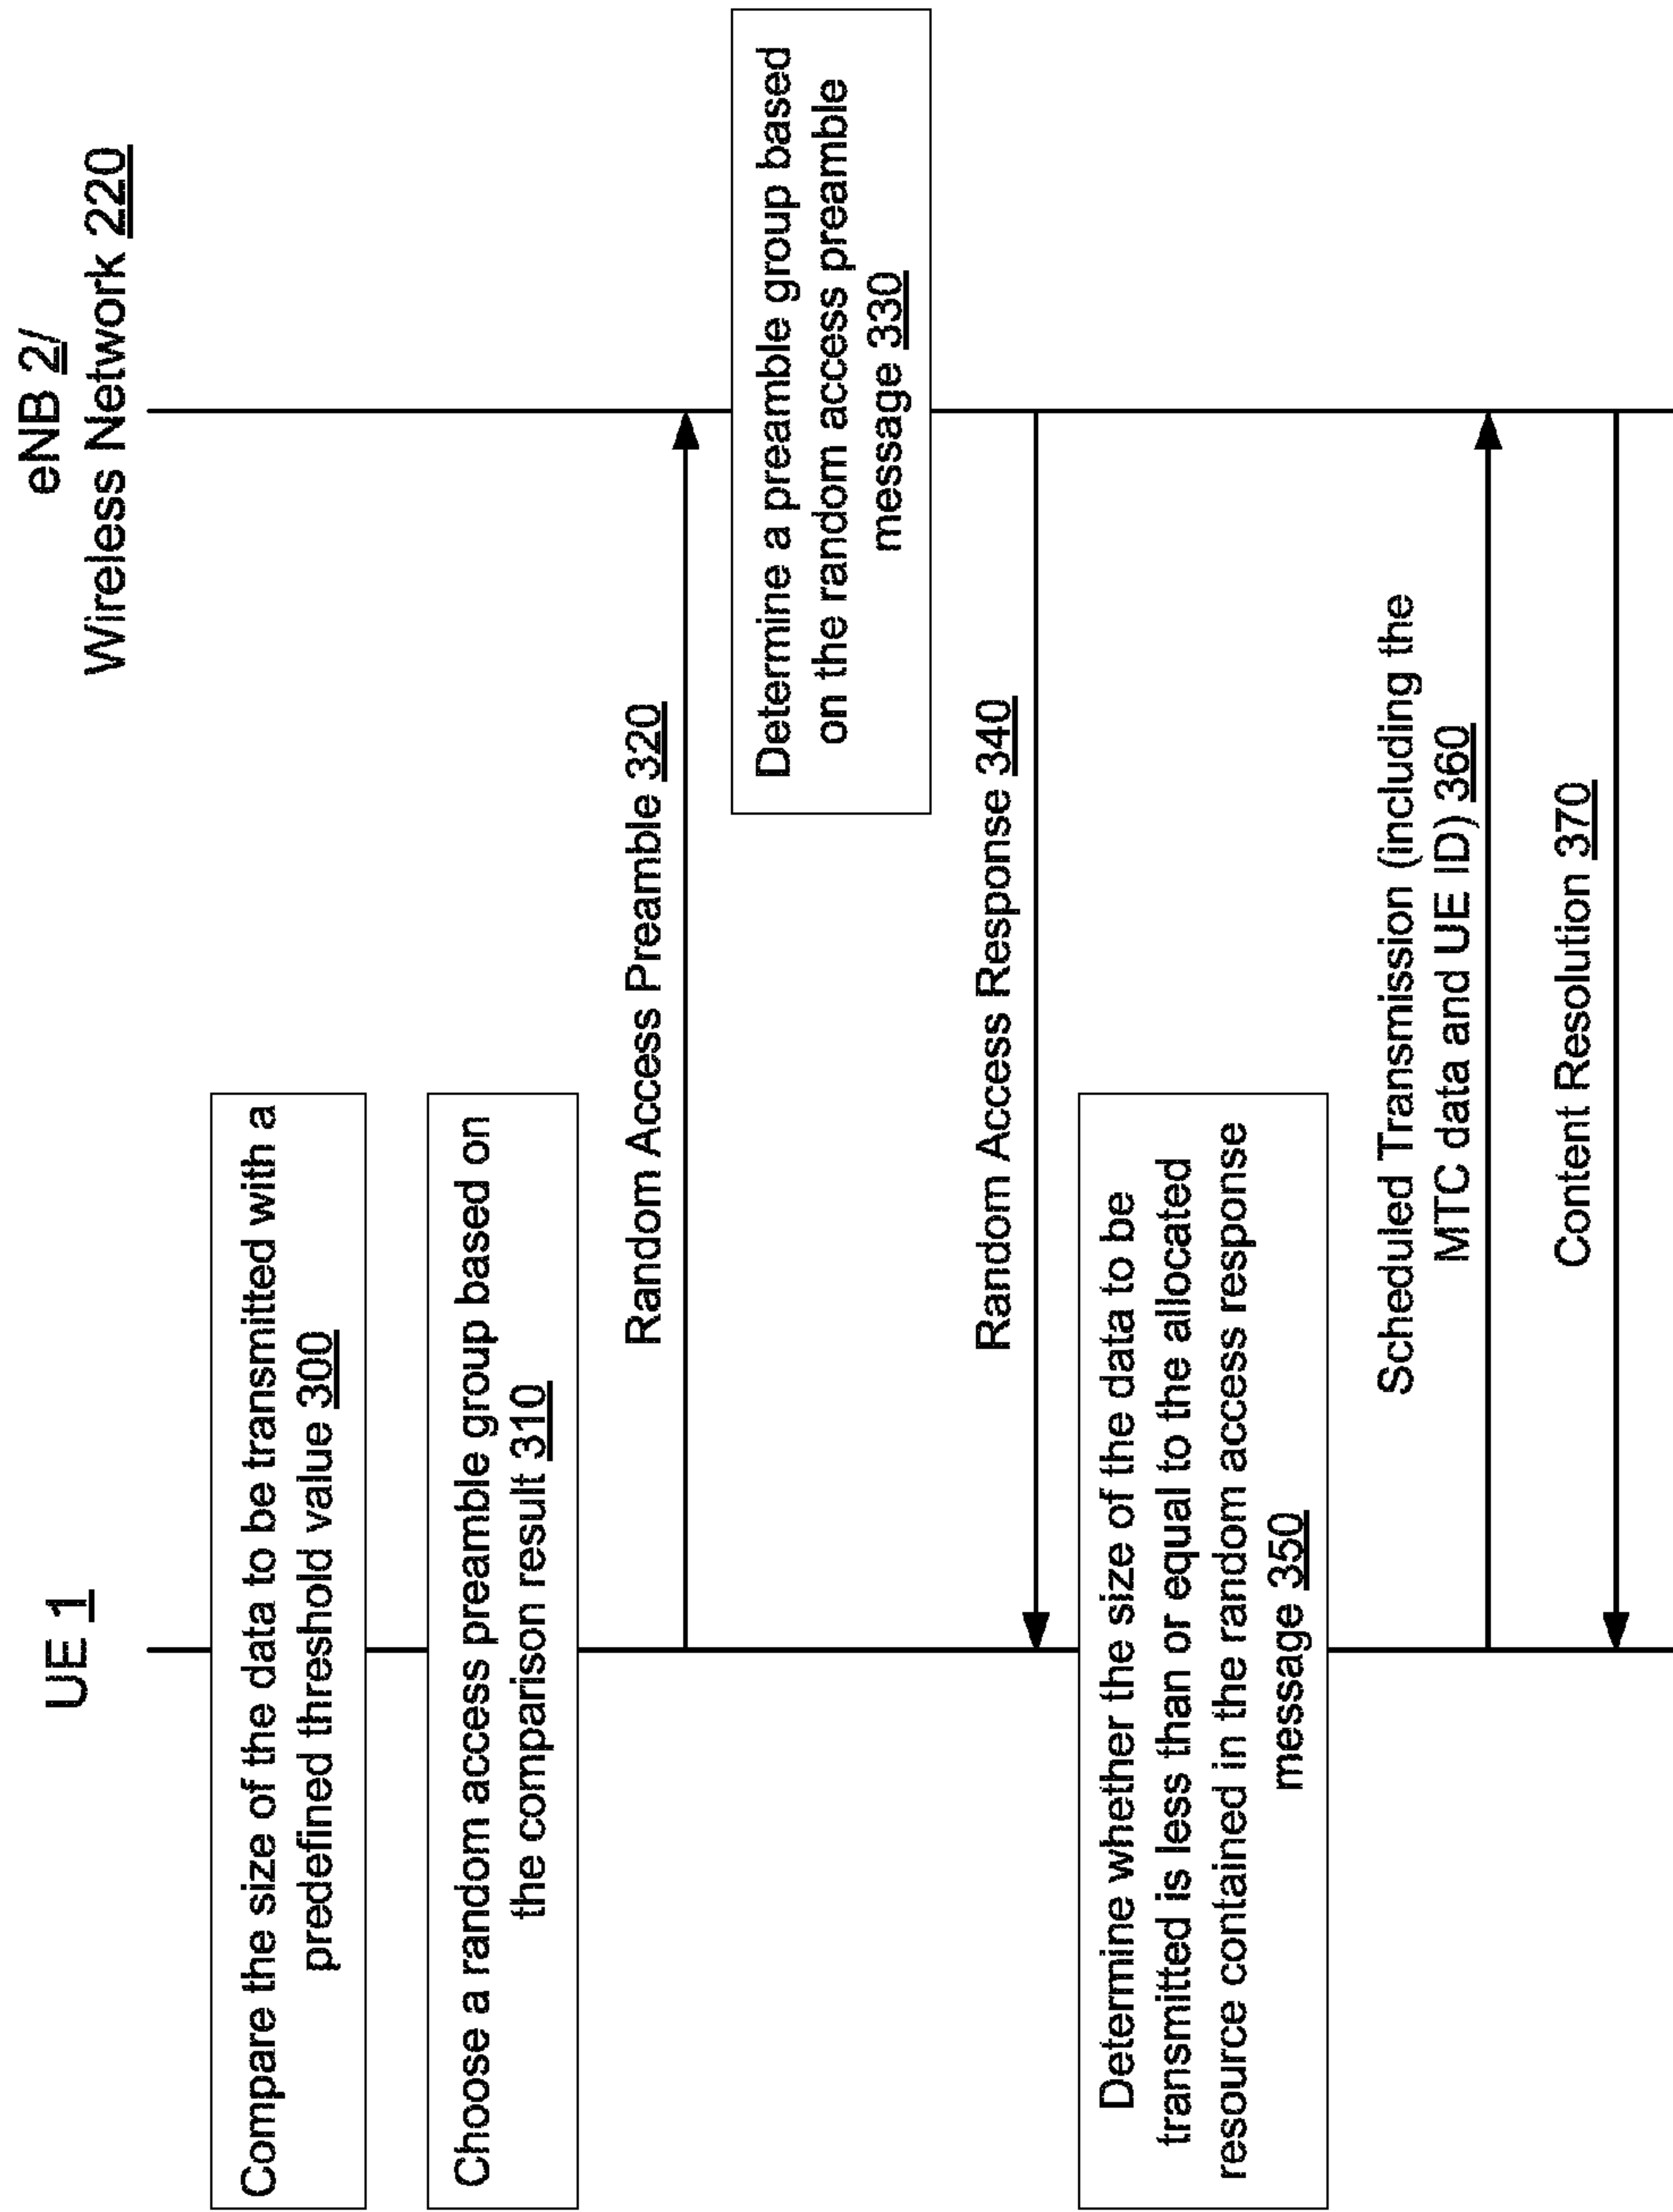 UE 1
eNB 2/
Wireless Network 220
Compare the size of the data to be transmitted with a
predefined threshold value 300
Choose a random access preamble group based on
the comparison result 310
Random Access Preamble 320
Determine a preamble group based
on the random access preamble
message 330
Random Access Response 340
Determine whether the size of the data to be
transmitted is less than or equal to the allocated
resource contained in the random access response
message 350
Scheduled Transmission (including the
MTC data and UE ID) 360
Content Resolution 370